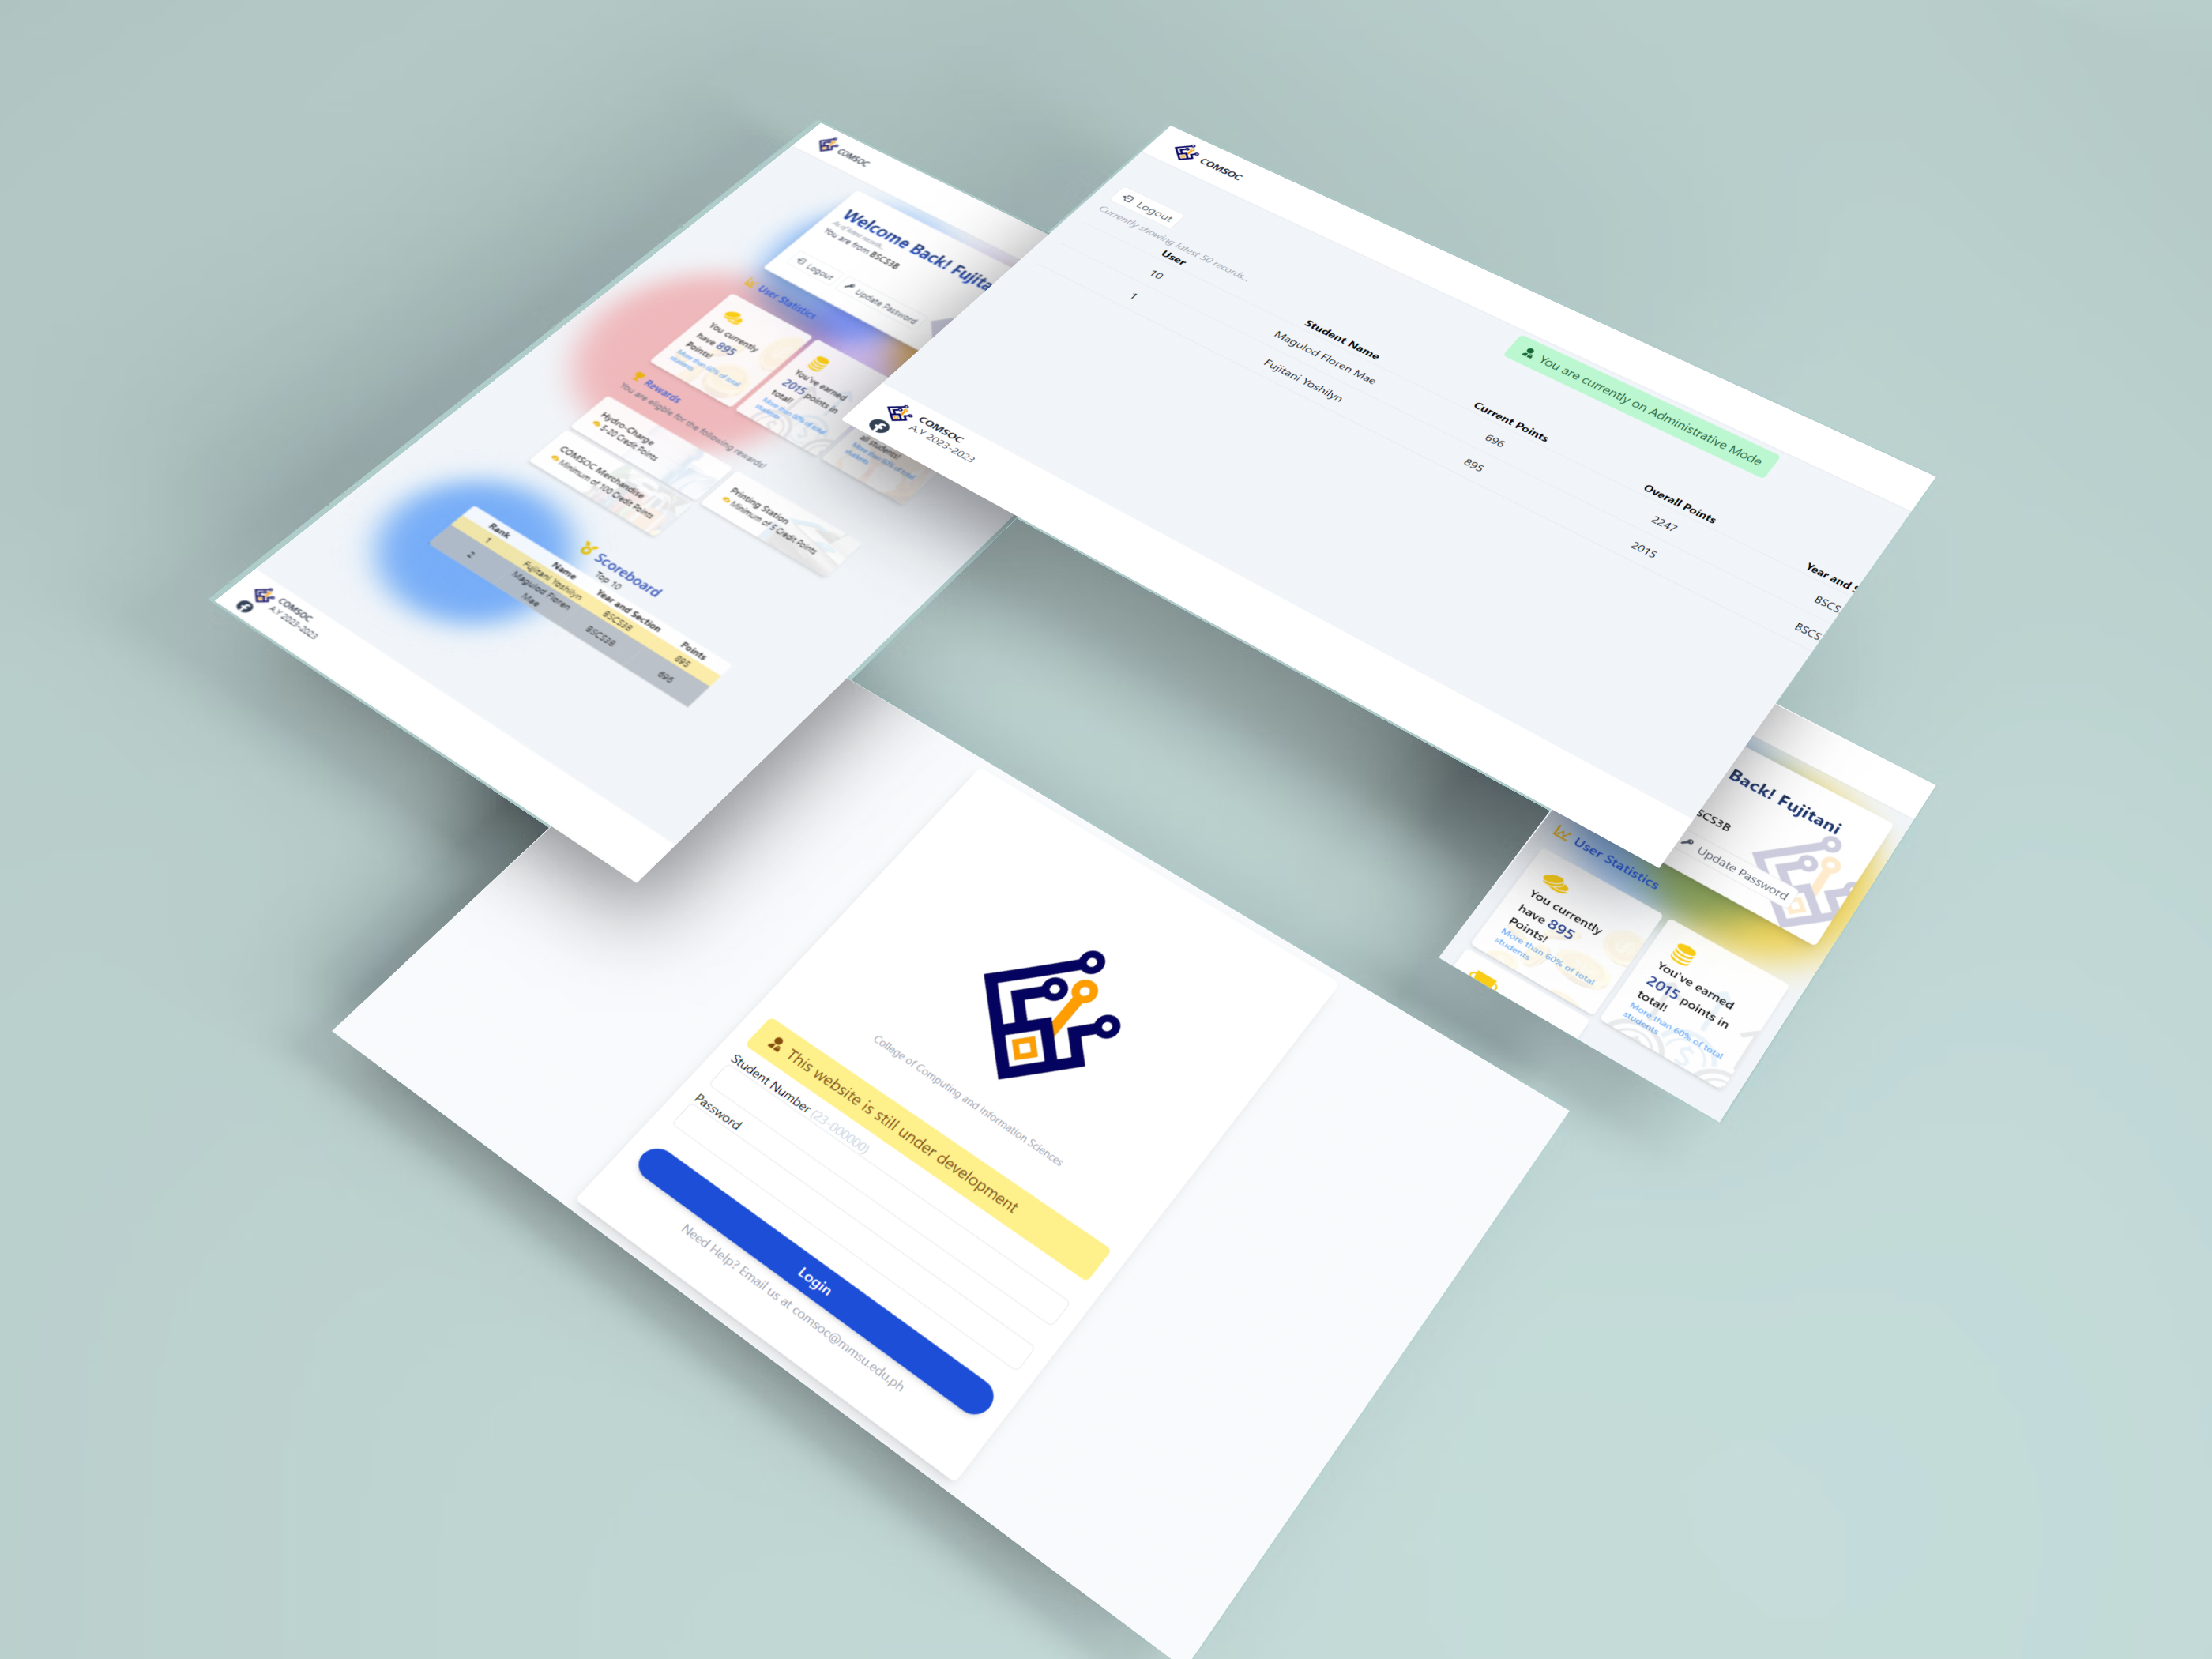 COMSOC
Welcome Back! Fujita
As of latest records...
You are from BSCS3B
Logout
Update Password
User Statistics
You currently
have 895
Points!
More than 60% of total
students
You've earned
2015 points in
total!
More than 60% of total
students
all students!
More than 60% of total
students
Rewards
You are eligible for the following rewards!
Hydro-Charge
5-20 Credit Points
Printing Station
Minimum of 5 Credit Points
COMSOC Merchandise
Minimum of 100 Credit Points
Scoreboard
Top 10
Rank Name Year and Section Points
1 Fujitani Yoshilyn BSCS3B 895
2 Magulod Floren
Mae BSCS3B 696
COMSOC
A.Y 2023-2023
COMSOC
You are currently on Administrative Mode
Logout
Currently showing latest 50 records...
User Student Name Current Points Overall Points Year and S
10 Magulod Floren Mae 696 2247 BSCS
1 Fujitani Yoshilyn 895 2015 BSCS
COMSOC
A.Y 2023-2023
Back! Fujitani
SCS3B
Update Password
User Statistics
You currently
have 895
Points!
More than 60% of total
students
You've earned
2015 points in
total!
More than 60% of total
students
College of Computing and Information Sciences
This website is still under development
Student Number (23-000000)
Password
Login
Need Help? Email us at comsoc@mmsu.edu.ph